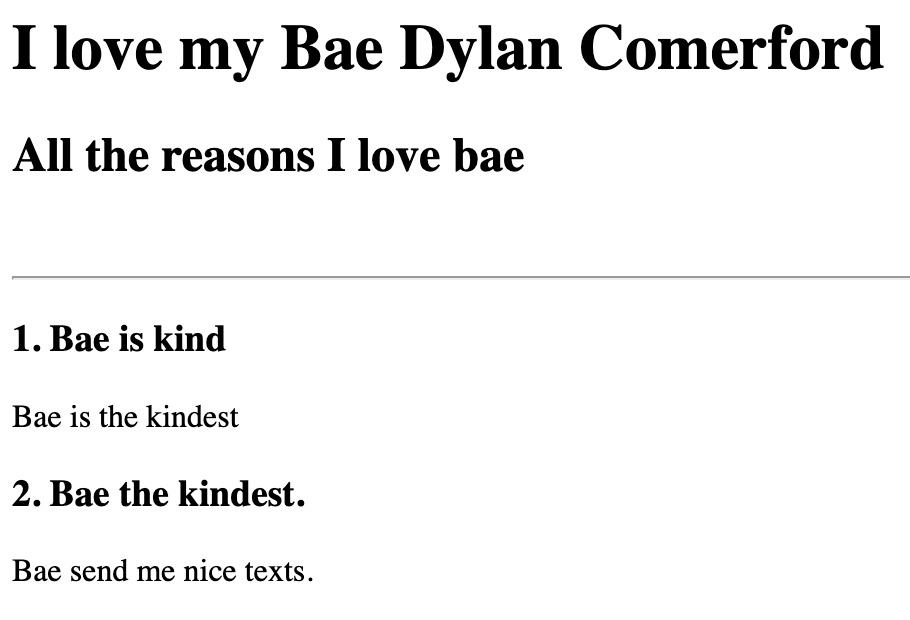 I love my Bae Dylan Comerford
All the reasons I love bae
1. Bae is kind
Bae is the kindest
2. Bae the kindest.
Bae send me nice texts.